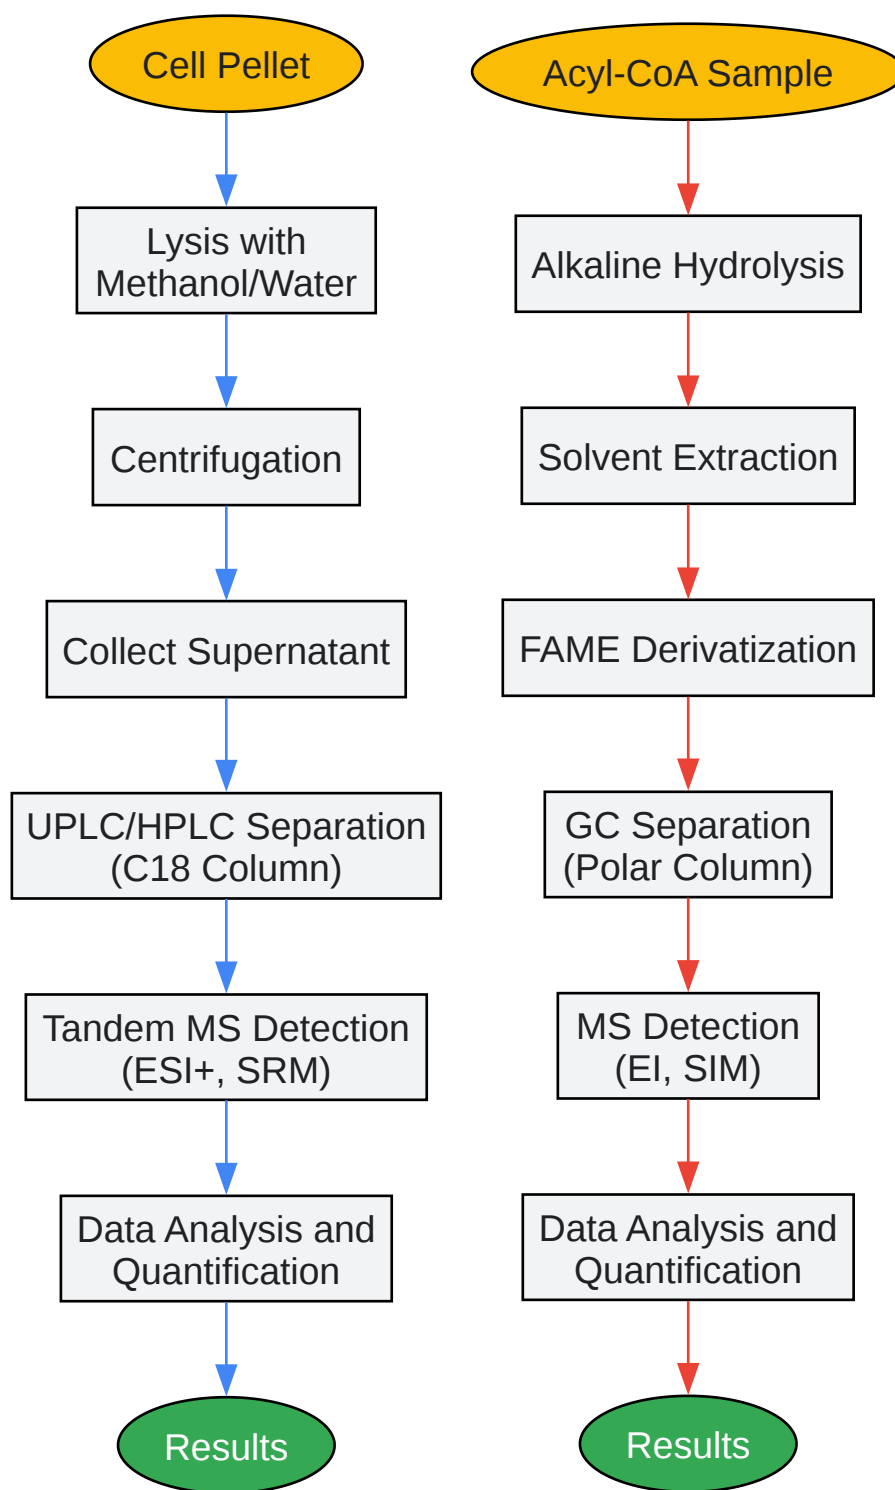 Cell Pellet
Lysis with
Methanol/Water
Centrifugation
Collect Supernatant
UPLC/HPLC Separation
(C18 Column)
Tandem MS Detection
(ESI+, SRM)
Data Analysis and
Quantification
Results
Acyl-CoA Sample
Alkaline Hydrolysis
Solvent Extraction
FAME Derivatization
GC Separation
(Polar Column)
MS Detection
(EI, SIM)
Data Analysis and
Quantification
Results